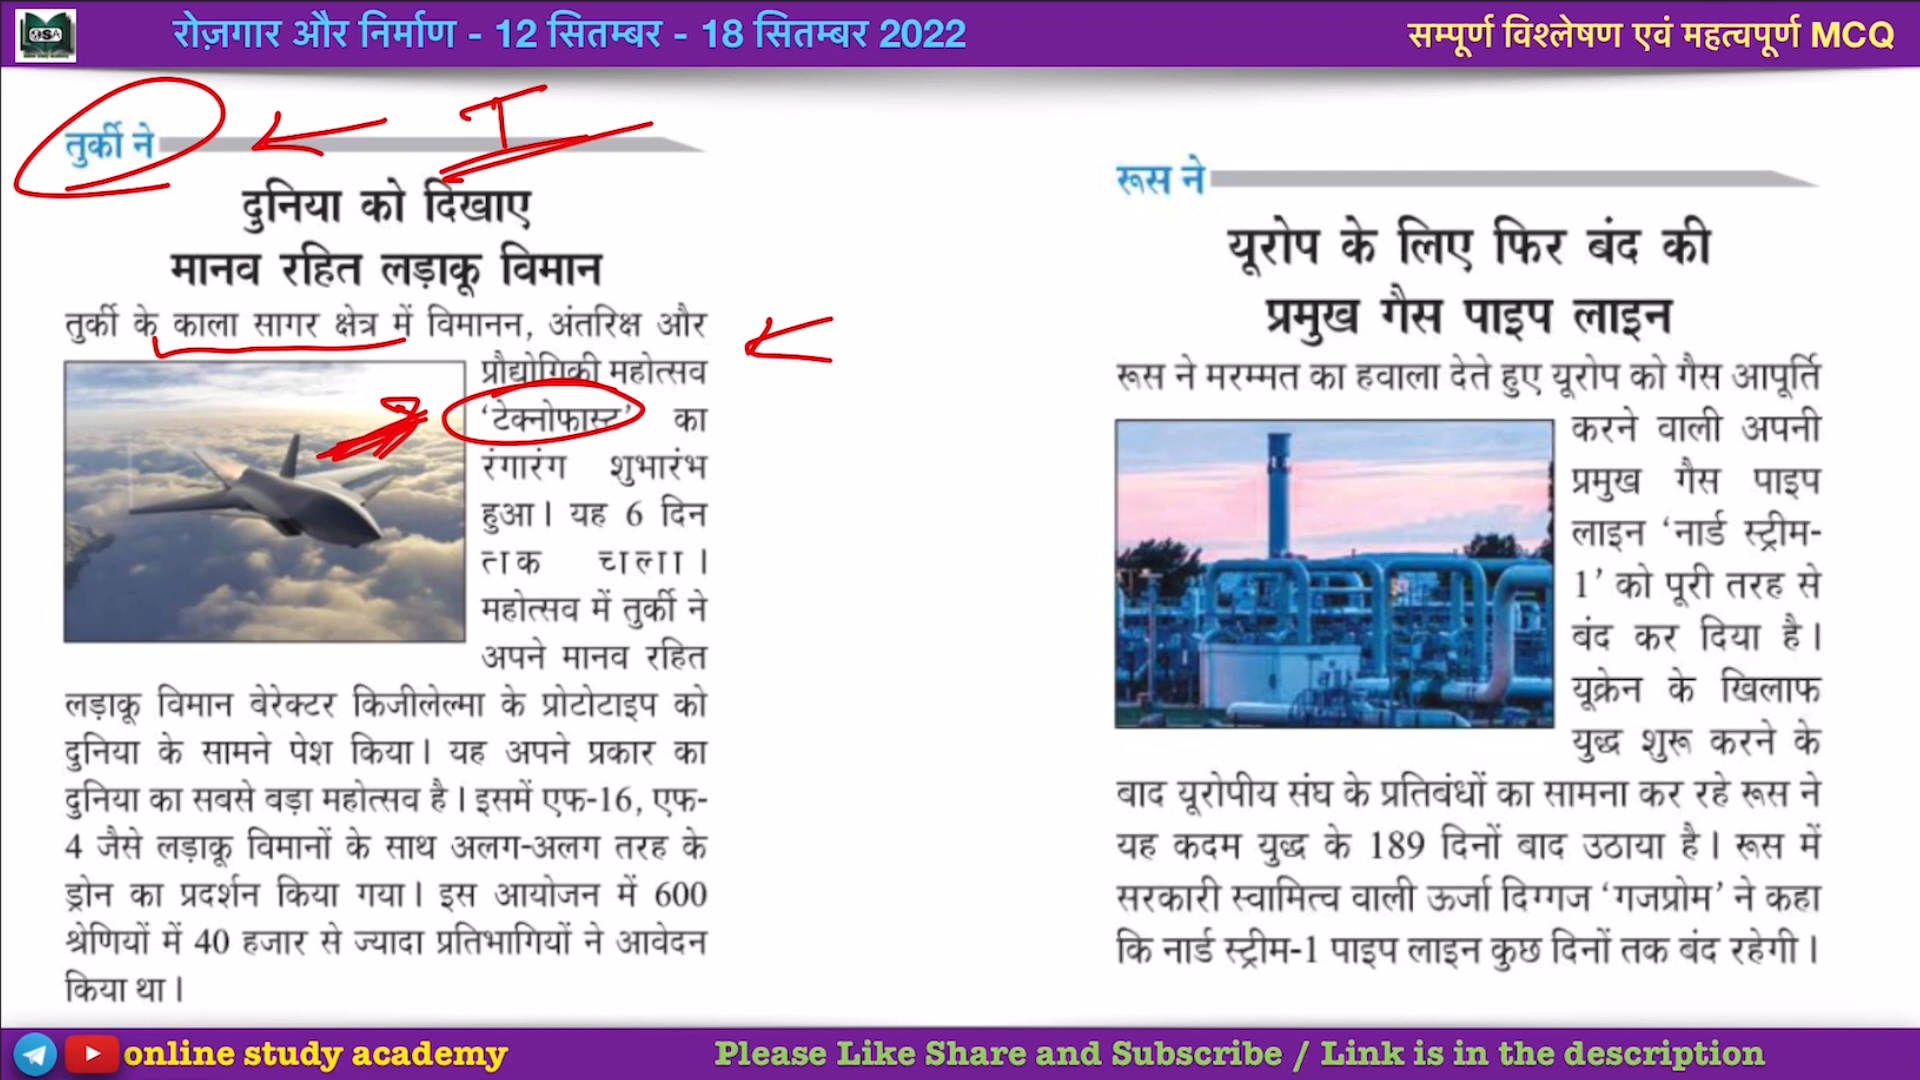 OSA
रोज़गार और निर्माण - 12 सितम्बर - 18 सितम्बर 2022
सम्पूर्ण विश्लेषण एवं महत्वपूर्ण MCQ
तुर्की ने
T
दुनिया को दिखाए
मानव रहित लड़ाकू विमान
तुर्की के काला सागर क्षेत्र में विमानन, अंतरिक्ष और
प्रौद्योगिकी महोत्सव
‘टेक्नोफास्ट’ का
रंगारंग शुभारंभ
हुआ। यह 6 दिन
तक चला।
महोत्सव में तुर्की ने
अपने मानव रहित
लड़ाकू विमान बेरेक्टर किजीलेल्मा के प्रोटोटाइप को
दुनिया के सामने पेश किया। यह अपने प्रकार का
दुनिया का सबसे बड़ा महोत्सव है। इसमें एफ-16, एफ-
4 जैसे लड़ाकू विमानों के साथ अलग-अलग तरह के
ड्रोन का प्रदर्शन किया गया। इस आयोजन में 600
श्रेणियों में 40 हजार से ज्यादा प्रतिभागियों ने आवेदन
किया था।
रूस ने
यूरोप के लिए फिर बंद की
प्रमुख गैस पाइप लाइन
रूस ने मरम्मत का हवाला देते हुए यूरोप को गैस आपूर्ति
करने वाली अपनी
प्रमुख गैस पाइप
लाइन ‘नार्ड स्ट्रीम-
1’ को पूरी तरह से
बंद कर दिया है।
यूक्रेन के खिलाफ
युद्ध शुरू करने के
बाद यूरोपीय संघ के प्रतिबंधों का सामना कर रहे रूस ने
यह कदम युद्ध के 189 दिनों बाद उठाया है। रूस में
सरकारी स्वामित्व वाली ऊर्जा दिग्गज ‘गजप्रोम’ ने कहा
कि नार्ड स्ट्रीम-1 पाइप लाइन कुछ दिनों तक बंद रहेगी।
online study academy
Please Like Share and Subscribe / Link is in the description